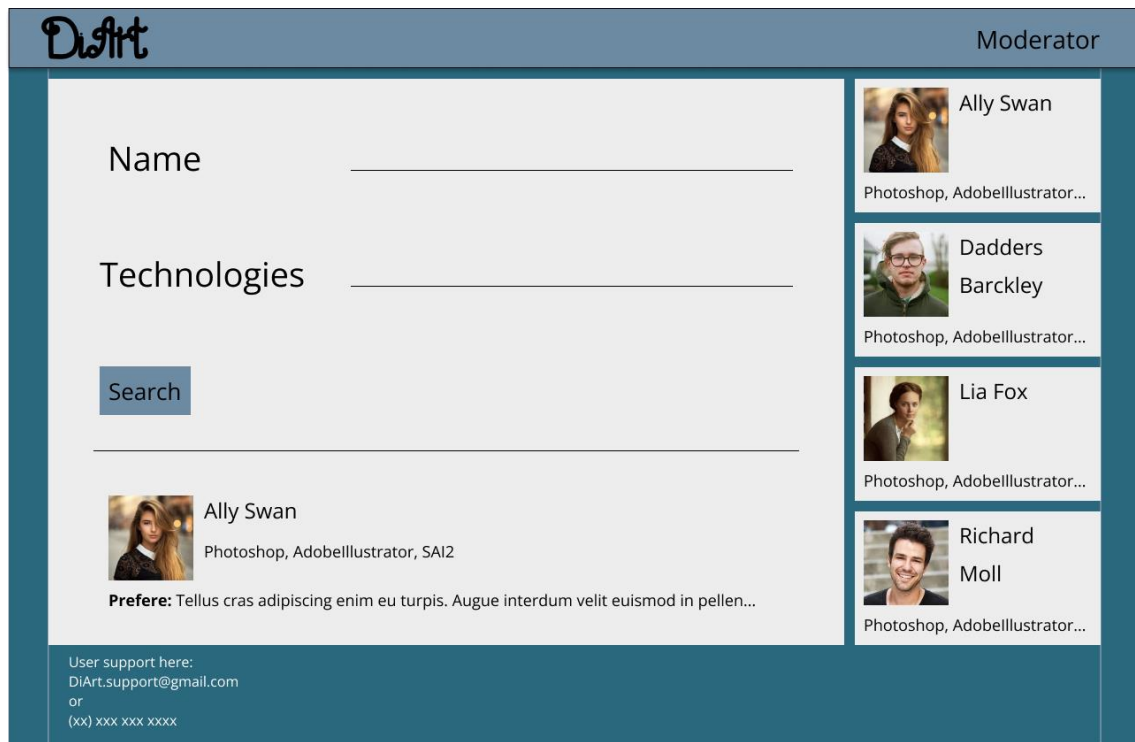 DiArt
Moderator
Name
Technologies
Search
Ally Swan
Photoshop, AdobeIllustrator, SAI2
Prefere: Tellus cras adipiscing enim eu turpis. Augue interdum velit euismod in pellen...
Ally Swan
Photoshop, AdobeIllustrator...
Dadders
Barckley
Photoshop, AdobeIllustrator...
Lia Fox
Photoshop, AdobeIllustrator...
Richard
Moll
Photoshop, AdobeIllustrator...
User support here:
DiArt.support@gmail.com
or
(xx) xxx xxx xxxx